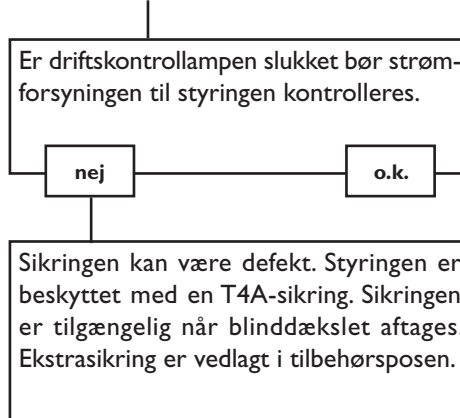 Er driftskontrollampen slukket bør strøm-
forsyningen til styringen kontrolleres.
nej
o.k.
Sikringen kan være defekt. Styringen er
beskyttet med en T4A-sikring. Sikringen
er tilgængelig når blinddækslet aftages.
Ekstrasikring er vedlagt i tilbehørsposen.